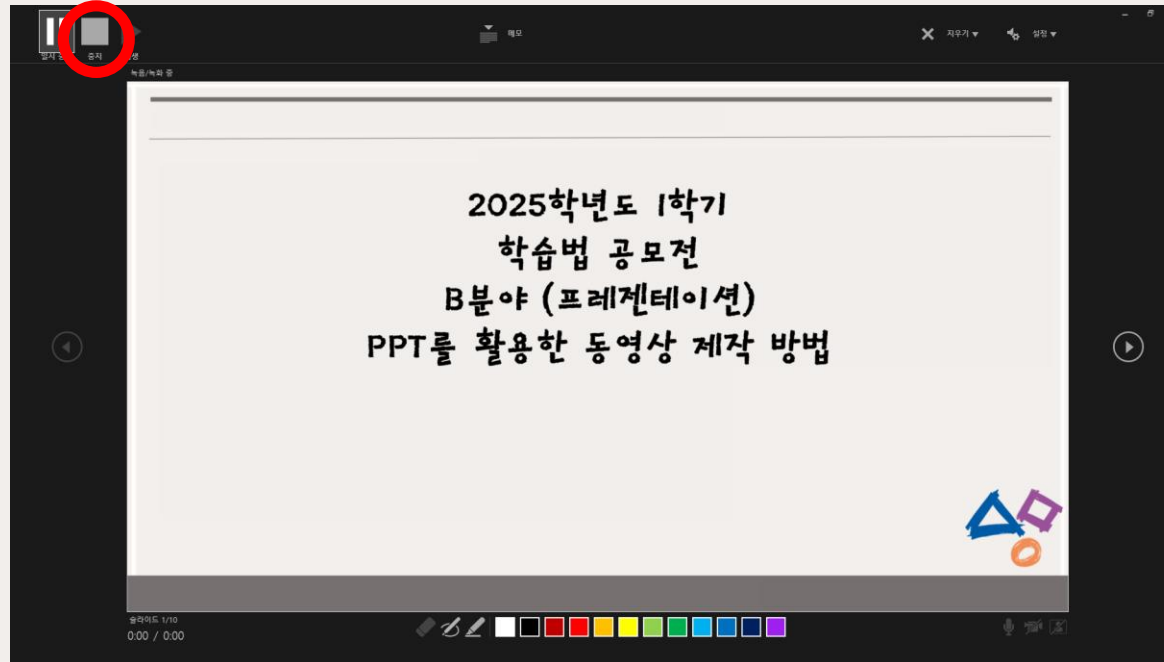 중지
메모
지우기
설정
녹음/녹화 중
2025학년도 1학기
학습법 공모전
B분야 (프레젠테이션)
PPT를 활용한 동영상 제작 방법
슬라이드 1/10
0:00 / 0:00